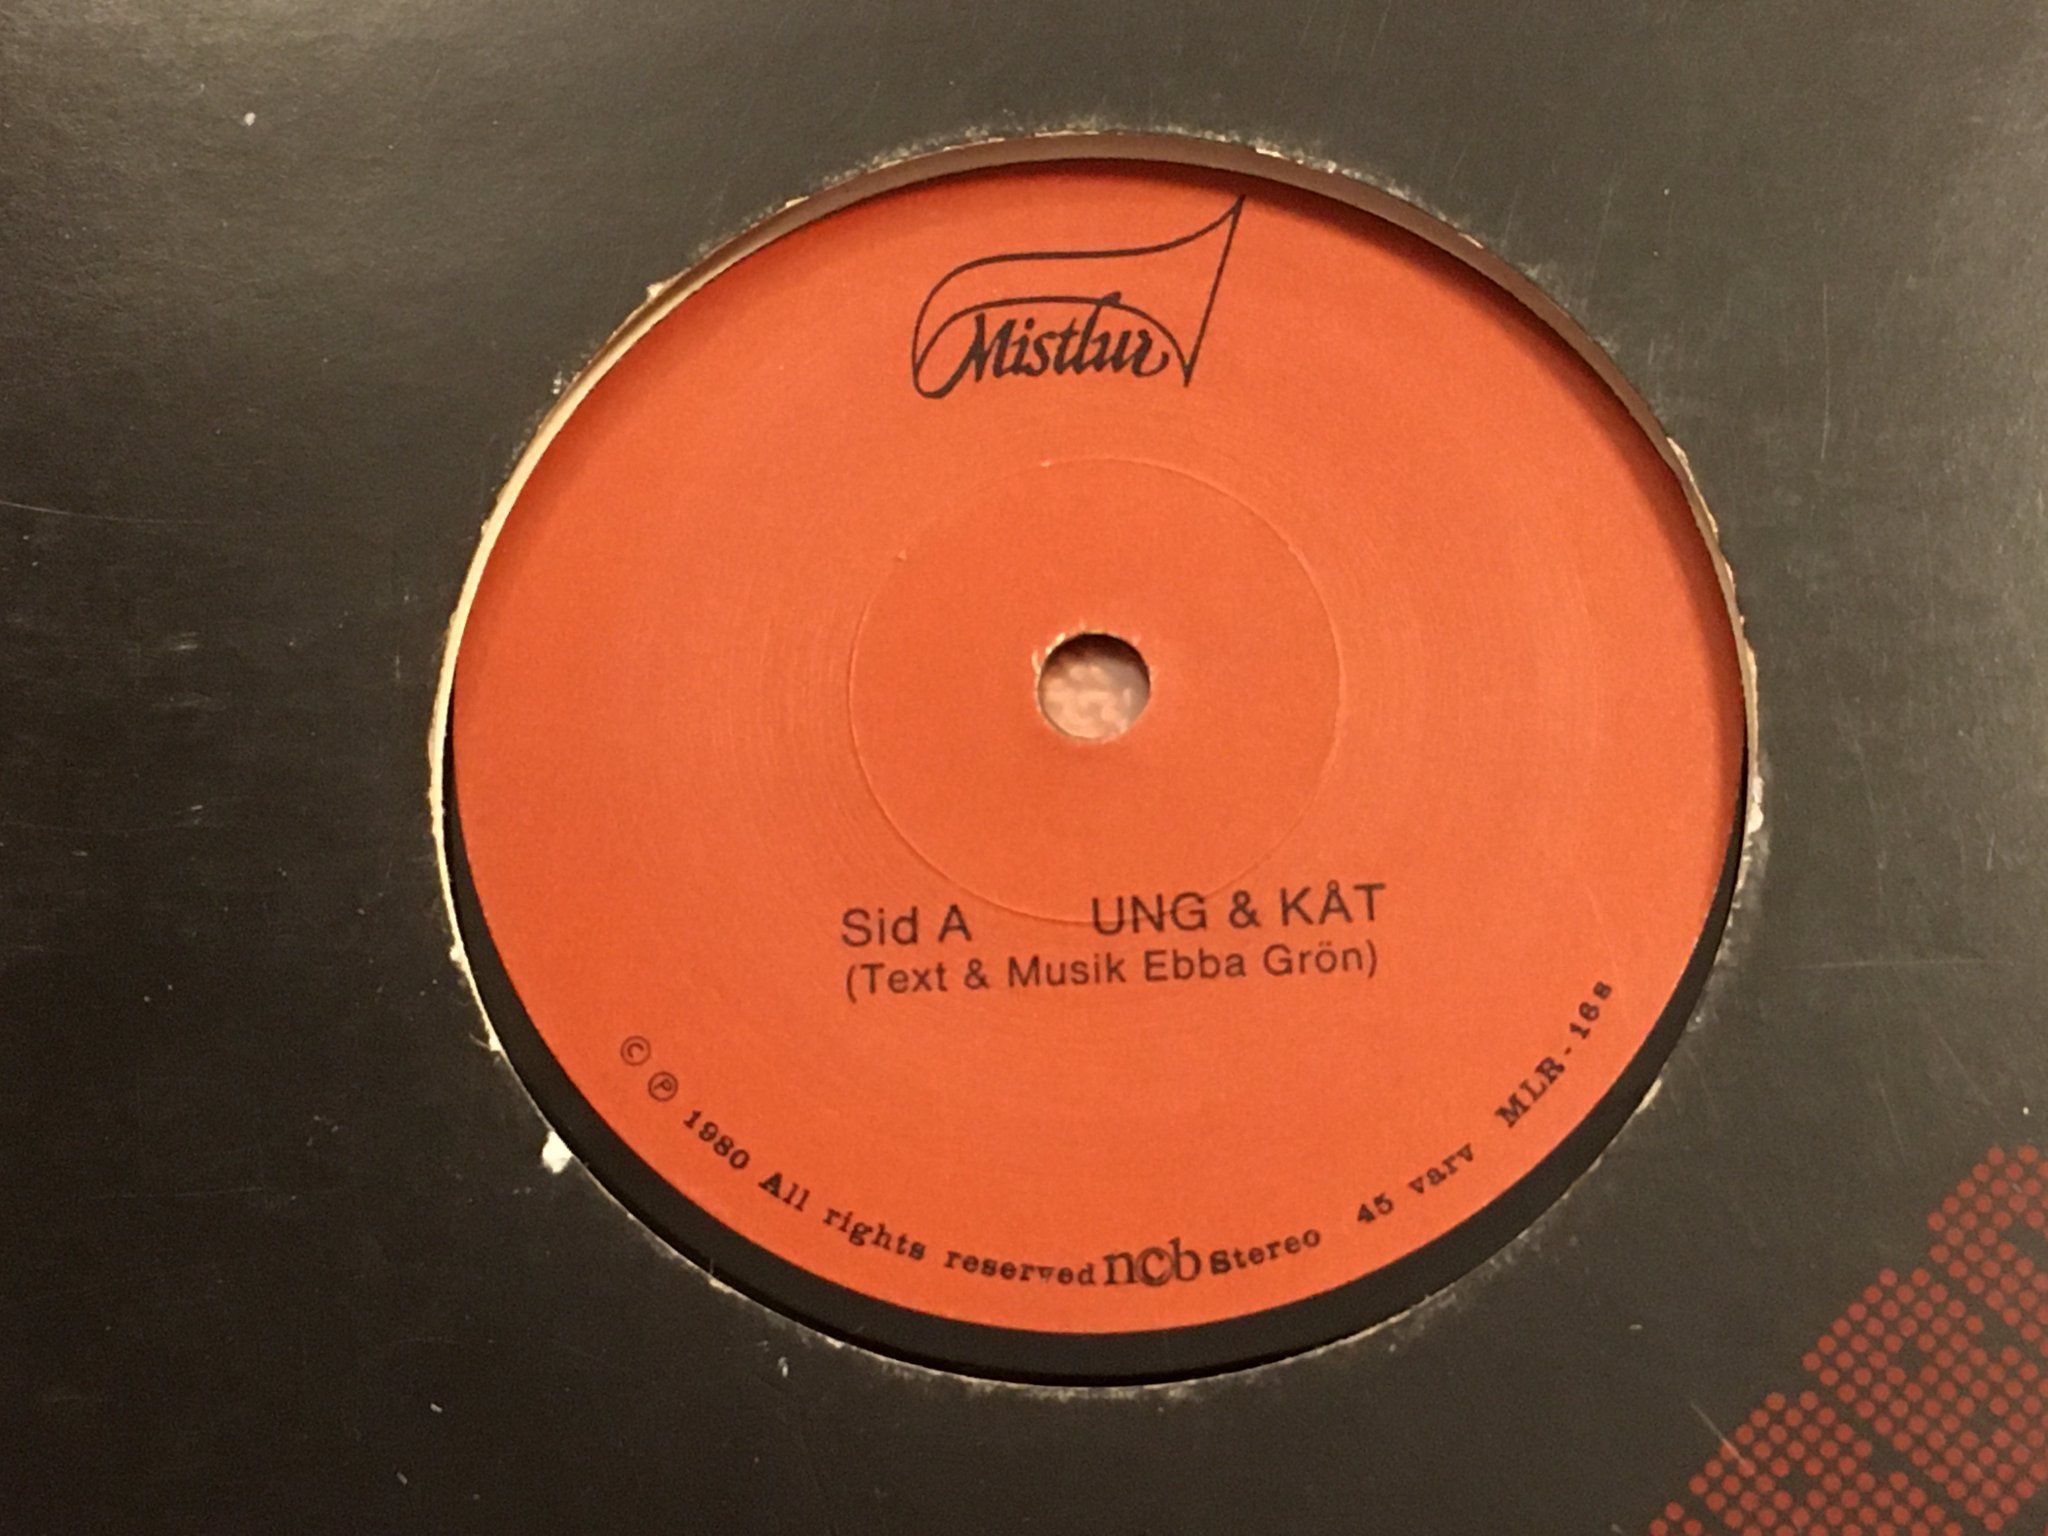 Mistlur
Sid A UNG & KÅT
(Text & Musik Ebba Grön)
© ℗ 1980 All rights reserved ncb stereo 45 varv MLR-16s